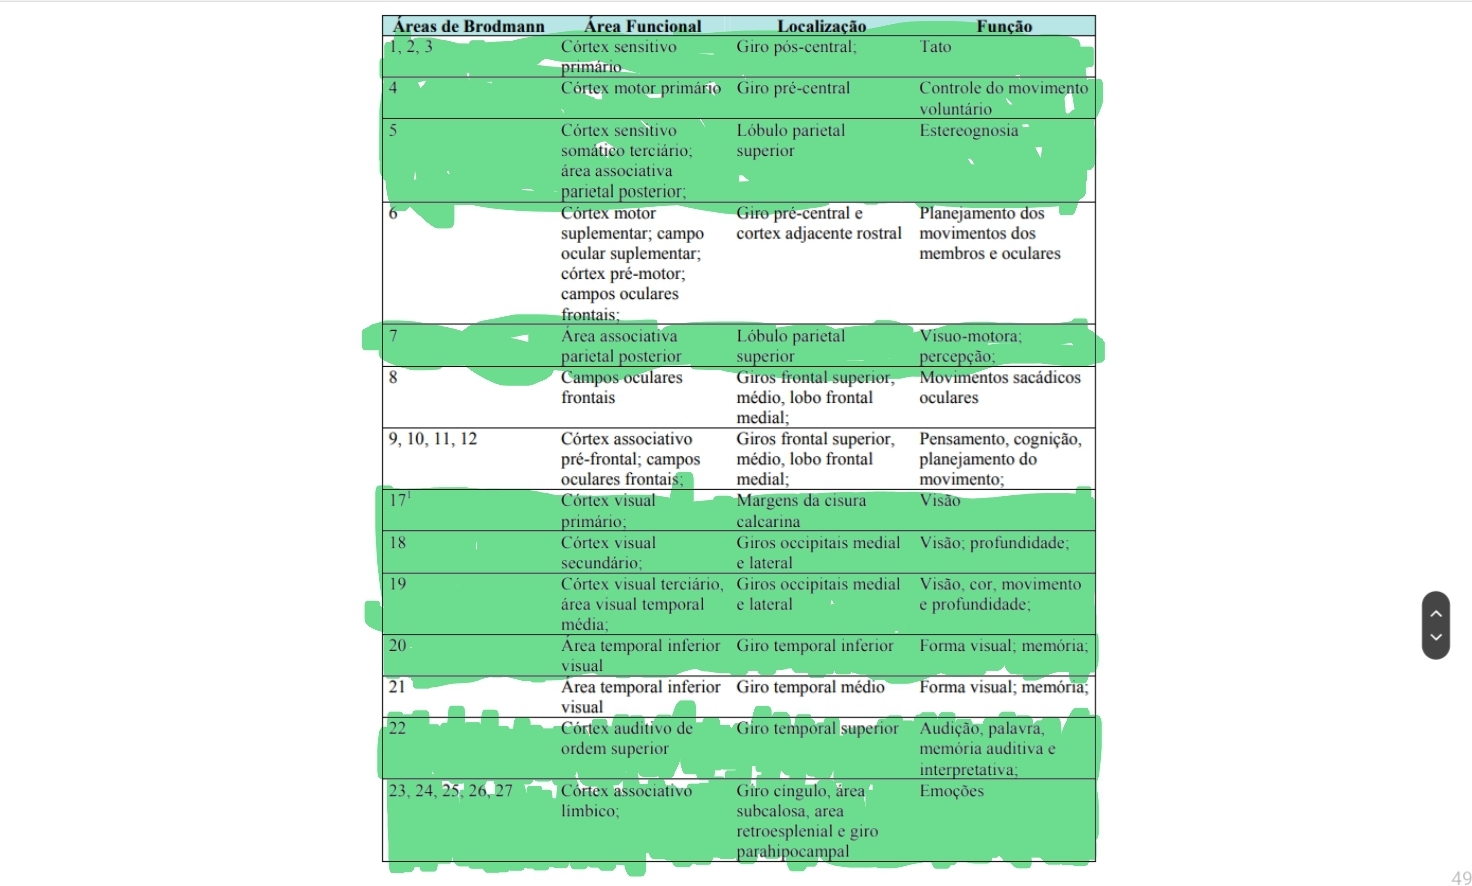 Áreas de Brodmann Área Funcional Localização Função
1, 2, 3 Córtex sensitivo Giro pós-central; Tato
primário
4 Córtex motor primário Giro pré-central Controle do movimento
voluntário
5 Córtex sensitivo Lóbulo parietal Estereognosia
somático terciário; superior
área associativa
parietal posterior;
6 Córtex motor Giro pré-central e Planejamento dos
suplementar; campo cortex adjacente rostral movimentos dos
ocular suplementar; membros e oculares
córtex pré-motor;
campos oculares
frontais;
7 Área associativa Lóbulo parietal Visuo-motora;
parietal posterior superior percepção;
8 Campos oculares Giros frontal superior, Movimentos sacádicos
frontais médio, lobo frontal oculares
medial;
9, 10, 11, 12 Córtex associativo Giros frontal superior, Pensamento, cognição,
pré-frontal; campos médio, lobo frontal planejamento do
oculares frontais; medial; movimento;
17¹ Córtex visual Margens da cisura Visão
primário; calcarina
18 Córtex visual Giros occipitais medial Visão; profundidade;
secundário; e lateral
19 Córtex visual terciário, Giros occipitais medial Visão, cor, movimento
área visual temporal e lateral e profundidade;
média;
20 Área temporal inferior Giro temporal inferior Forma visual; memória;
visual
21 Área temporal inferior Giro temporal médio Forma visual; memória;
visual
22 Córtex auditivo de Giro temporal superior Audição, palavra,
ordem superior memória auditiva e
interpretativa;
23, 24, 25, 26, 27 Córtex associativo Giro cíngulo, área Emoções
límbico; subcalosa, area
retroesplenial e giro
parahipocampal
49